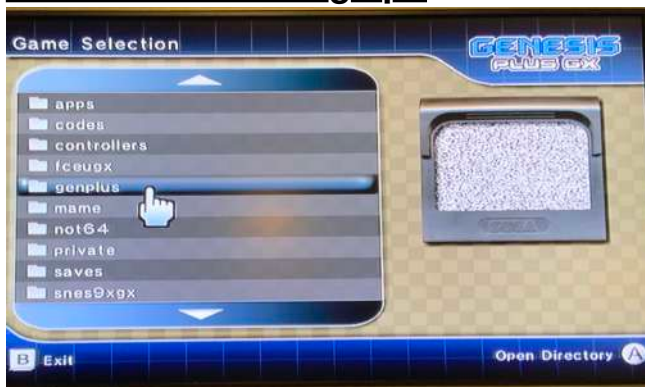 Game Selection
GENESIS
PLUS GX
apps
codes
controllers
fceugx
genplus
mame
not64
private
saves
snes9xgx
SEGA
B Exit
Open Directory A